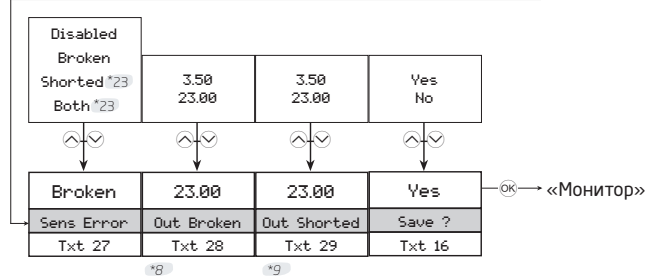 Disabled
Broken
Shorted *23
Both *23
3.50
23.00
3.50
23.00
Yes
No
Broken
23.00
23.00
Yes
OK
«Монитор»
Sens Error
Out Broken
Out Shorted
Save ?
Txt 27
Txt 28
Txt 29
Txt 16
*8
*9